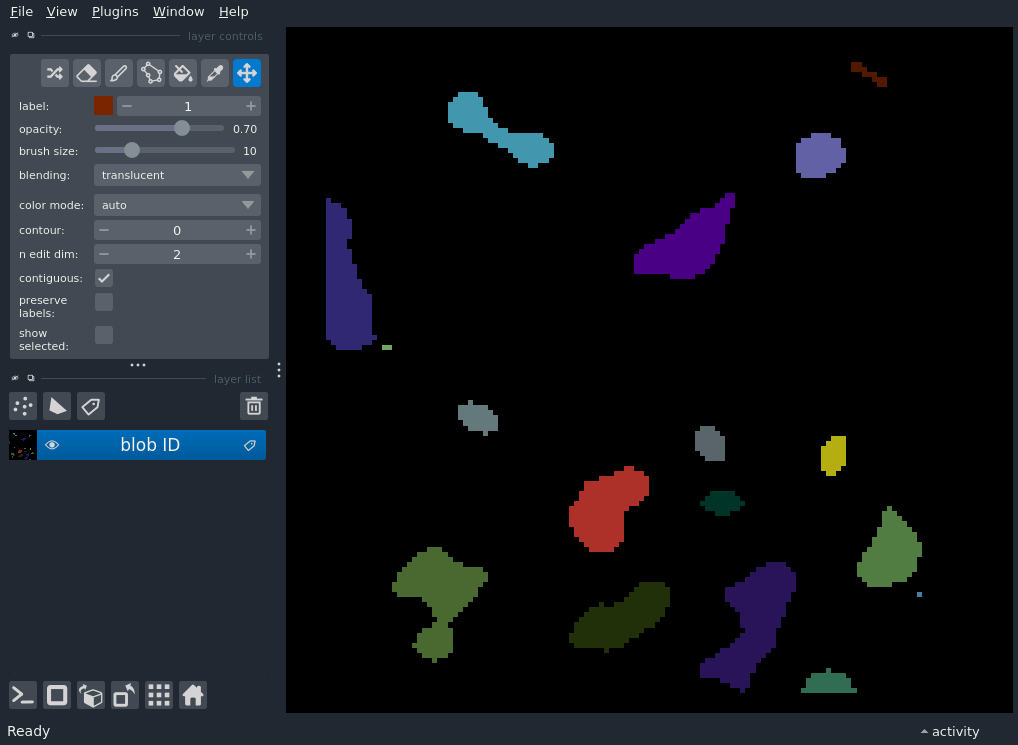 File View Plugins Window Help
layer controls
label: 1
opacity: 0.70
brush size: 10
blending: translucent
color mode: auto
contour: 0
n edit dim: 2
contiguous:
preserve
labels:
show
selected:
layer list
blob ID
Ready
activity